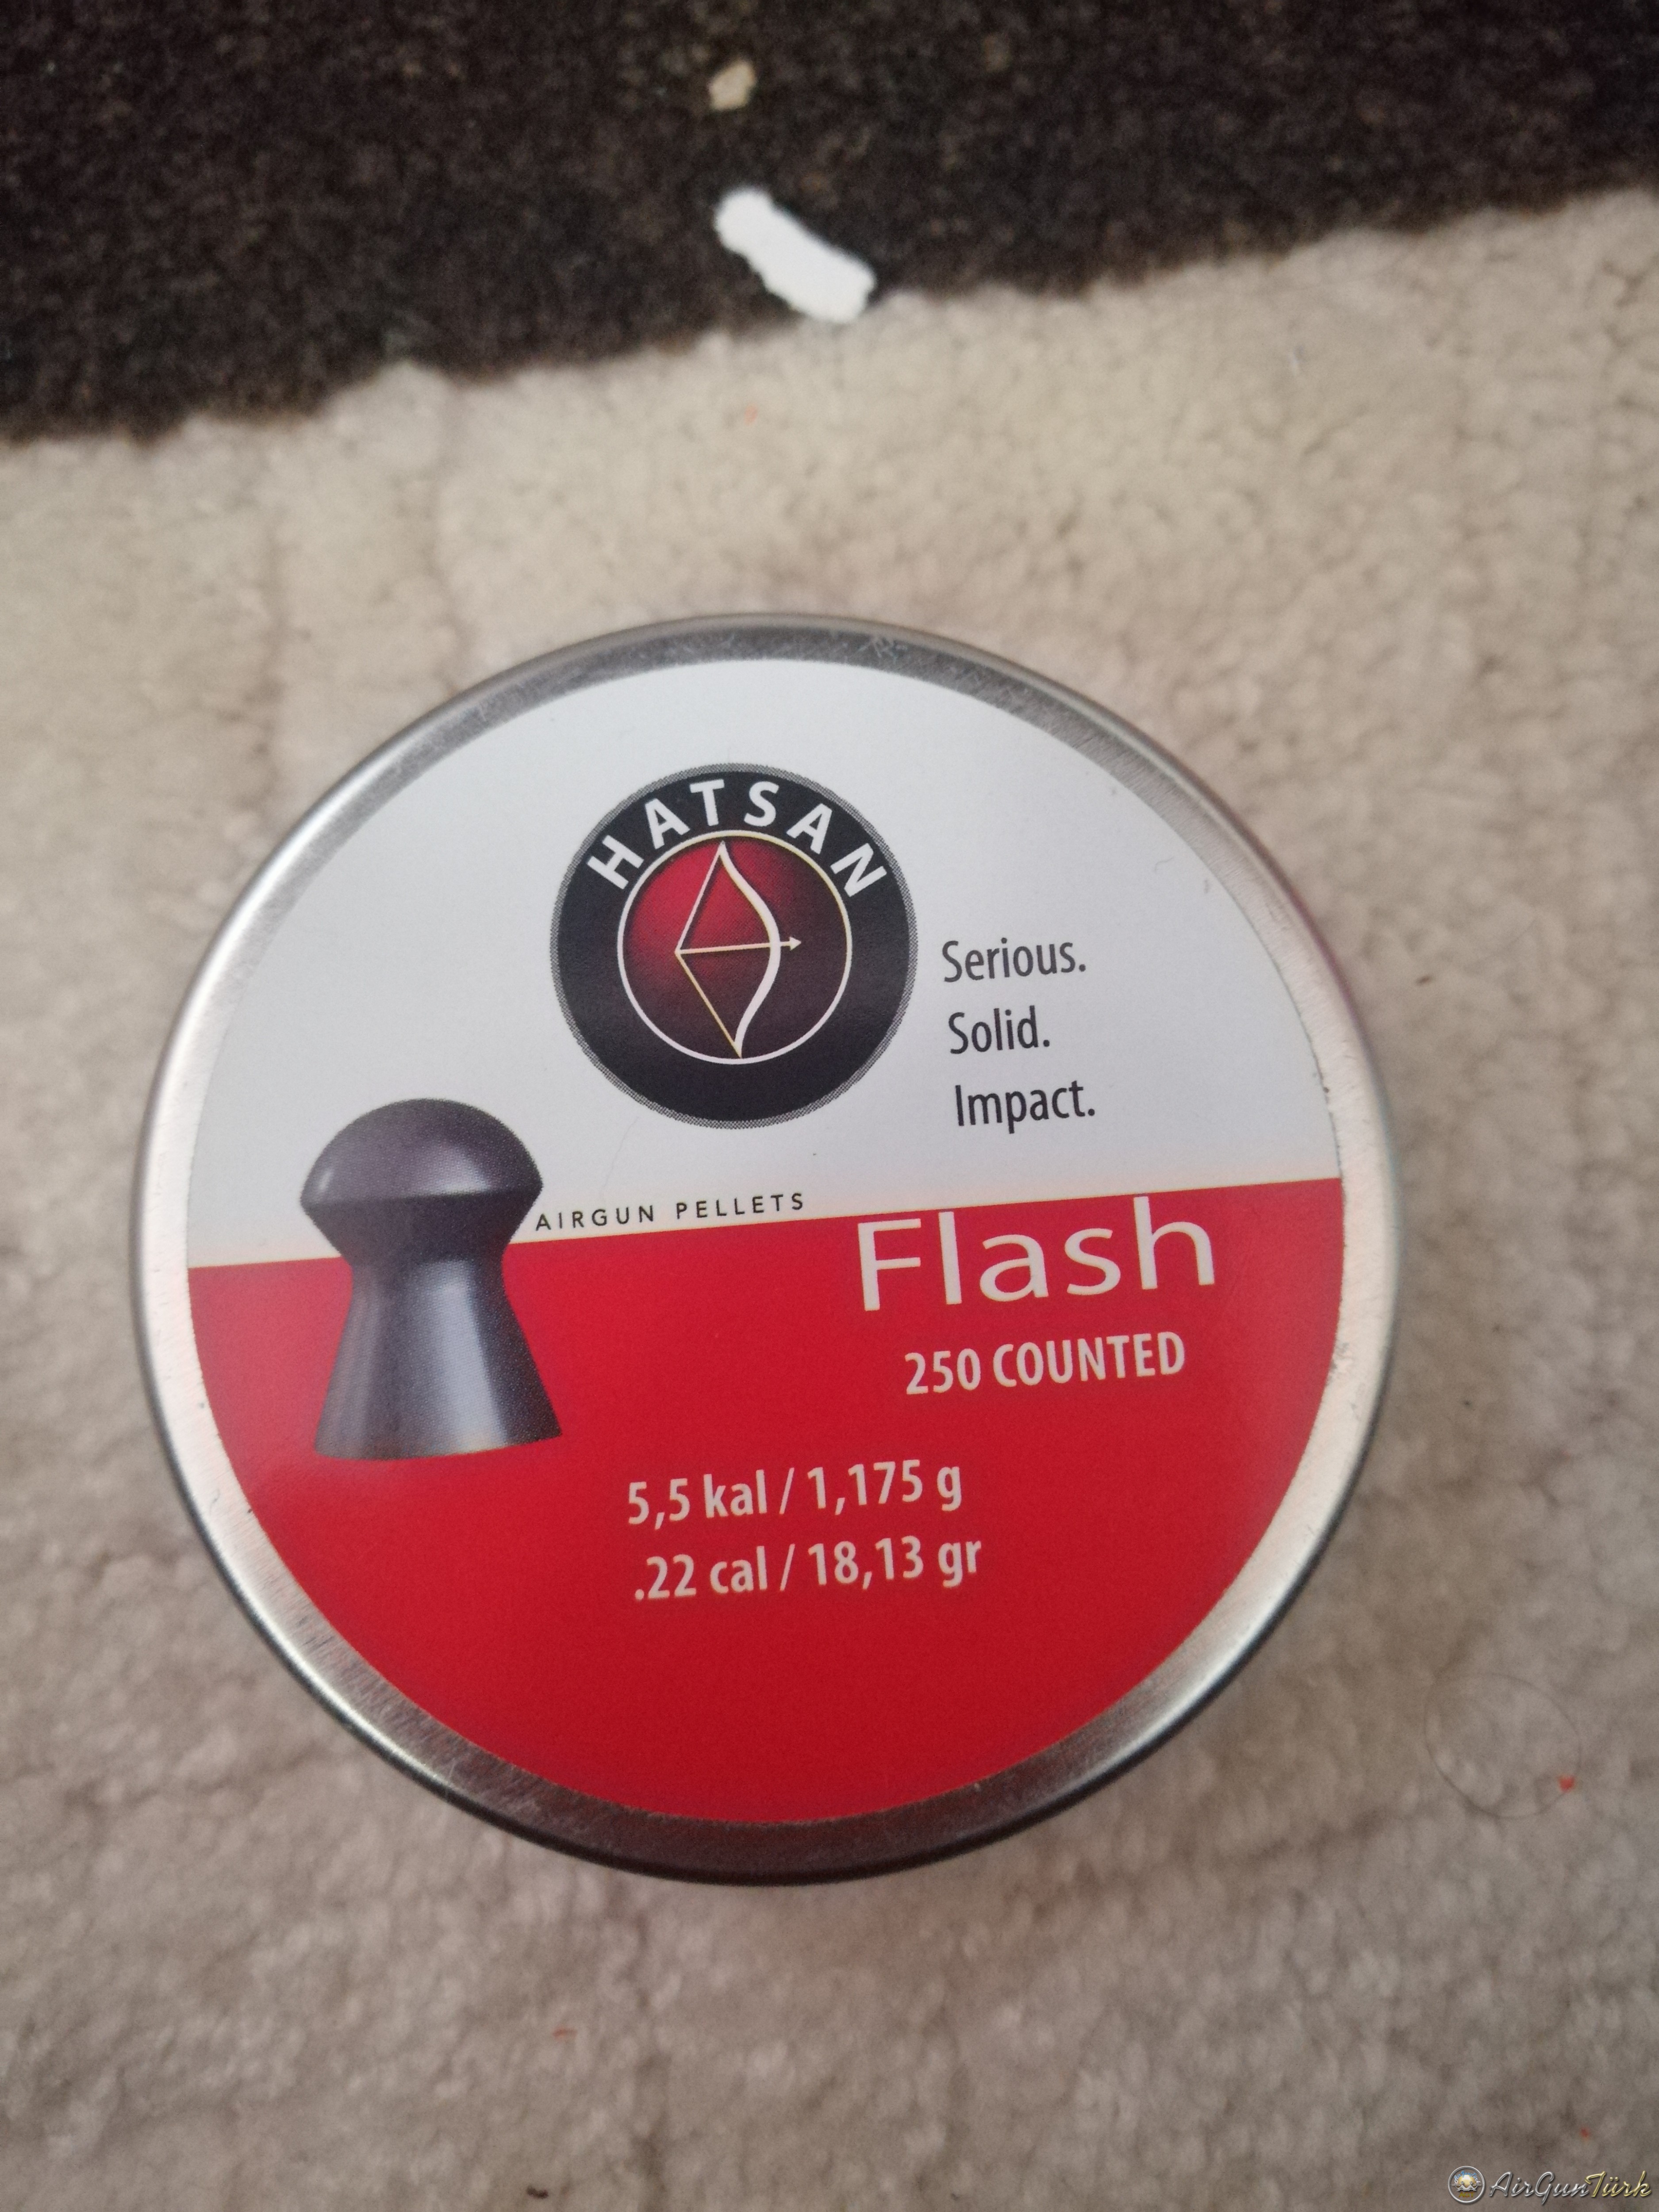 HATSAN
Serious.
Solid.
Impact.
AIRGUN PELLETS
Flash
250 COUNTED
5,5 kal / 1,175 g
.22 cal / 18,13 gr
AirGunTürk